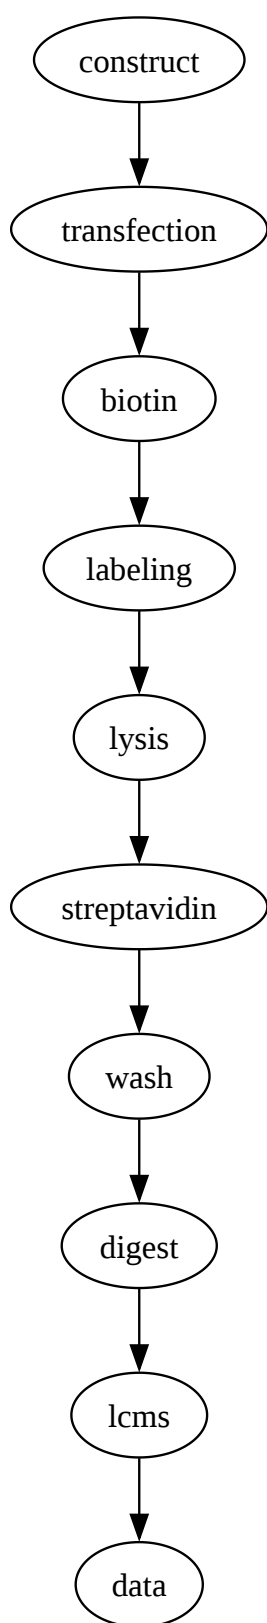 construct
transfection
biotin
labeling
lysis
streptavidin
wash
digest
lcms
data